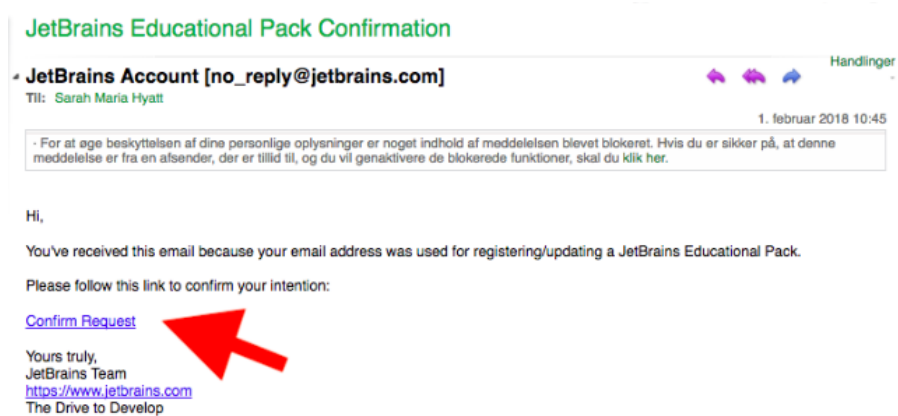 JetBrains Educational Pack Confirmation
Handlinger
JetBrains Account [no_reply@jetbrains.com]
Til: Sarah Maria Hyatt
1. februar 2018 10:45
- For at øge beskyttelsen af dine personlige oplysninger er noget indhold af meddelelsen blevet blokeret. Hvis du er sikker på, at denne
meddelelse er fra en afsender, der er tillid til, og du vil genaktivere de blokerede funktioner, skal du klik her.
Hi,
You've received this email because your email address was used for registering/updating a JetBrains Educational Pack.
Please follow this link to confirm your intention:
Confirm Request
Yours truly,
JetBrains Team
https://www.jetbrains.com
The Drive to Develop